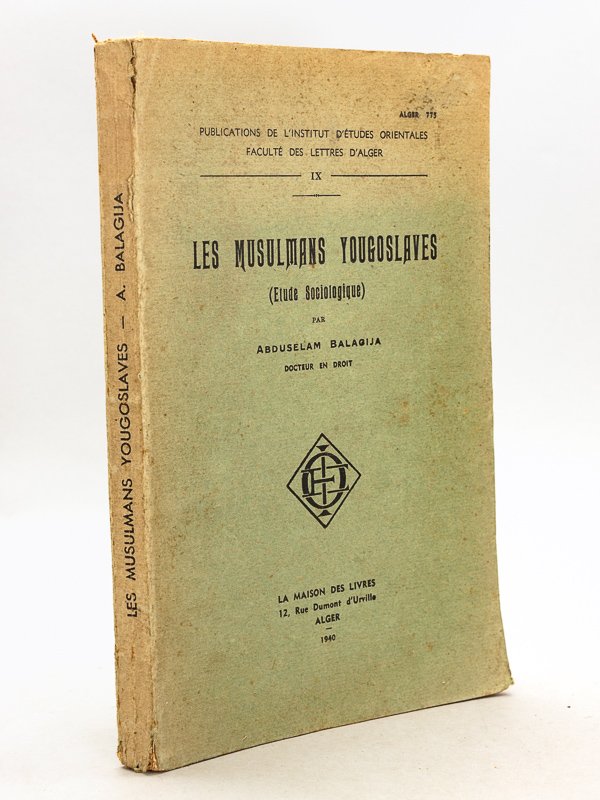 ALGER 775
PUBLICATIONS DE L'INSTITUT D'ÉTUDES ORIENTALES
FACULTÉ DES LETTRES D'ALGER
IX
LES MUSULMANS YOUGOSLAVES
(Etude Sociologique)
PAR
ABDUSELAM BALAGIJA
DOCTEUR EN DROIT
LA MAISON DES LIVRES
12, Rue Dumont d'Urville
ALGER
1940
LES MUSULMANS YOUGOSLAVES — A. BALAGIJA